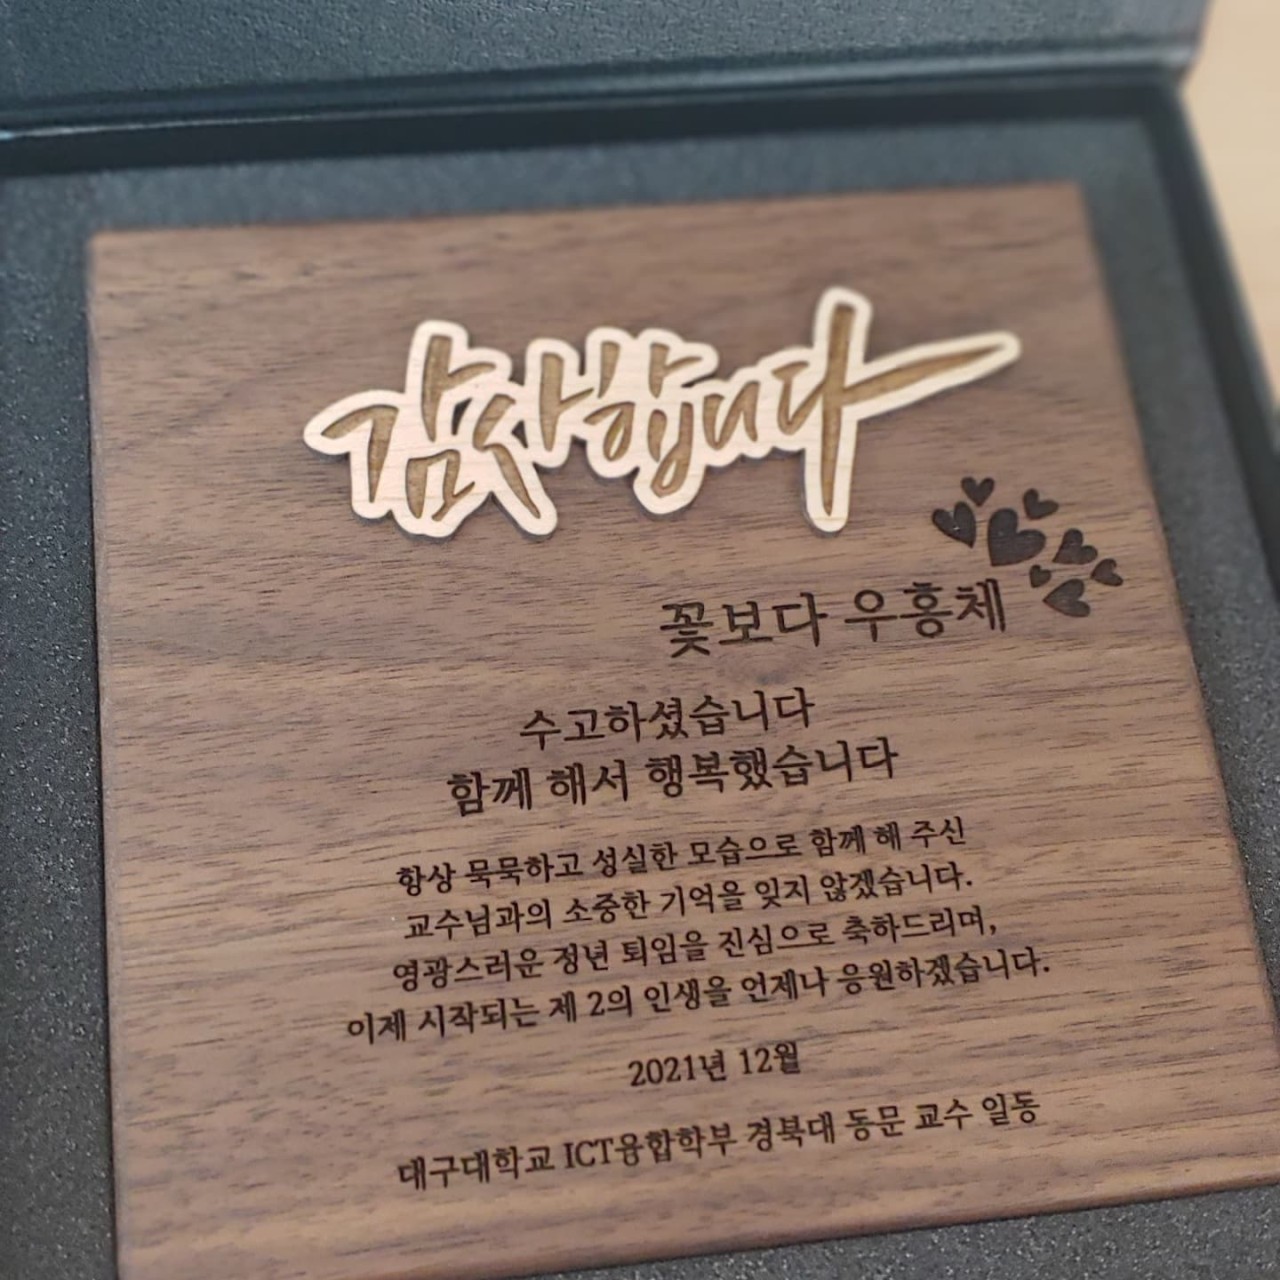 감사합니다
꽃보다 우흥체
수고하셨습니다
함께 해서 행복했습니다
항상 묵묵하고 성실한 모습으로 함께 해 주신
교수님과의 소중한 기억을 잊지 않겠습니다.
영광스러운 정년 퇴임을 진심으로 축하드리며,
이제 시작되는 제 2의 인생을 언제나 응원하겠습니다.
2021년 12월
대구대학교 ICT융합학부 경북대 동문 교수 일동